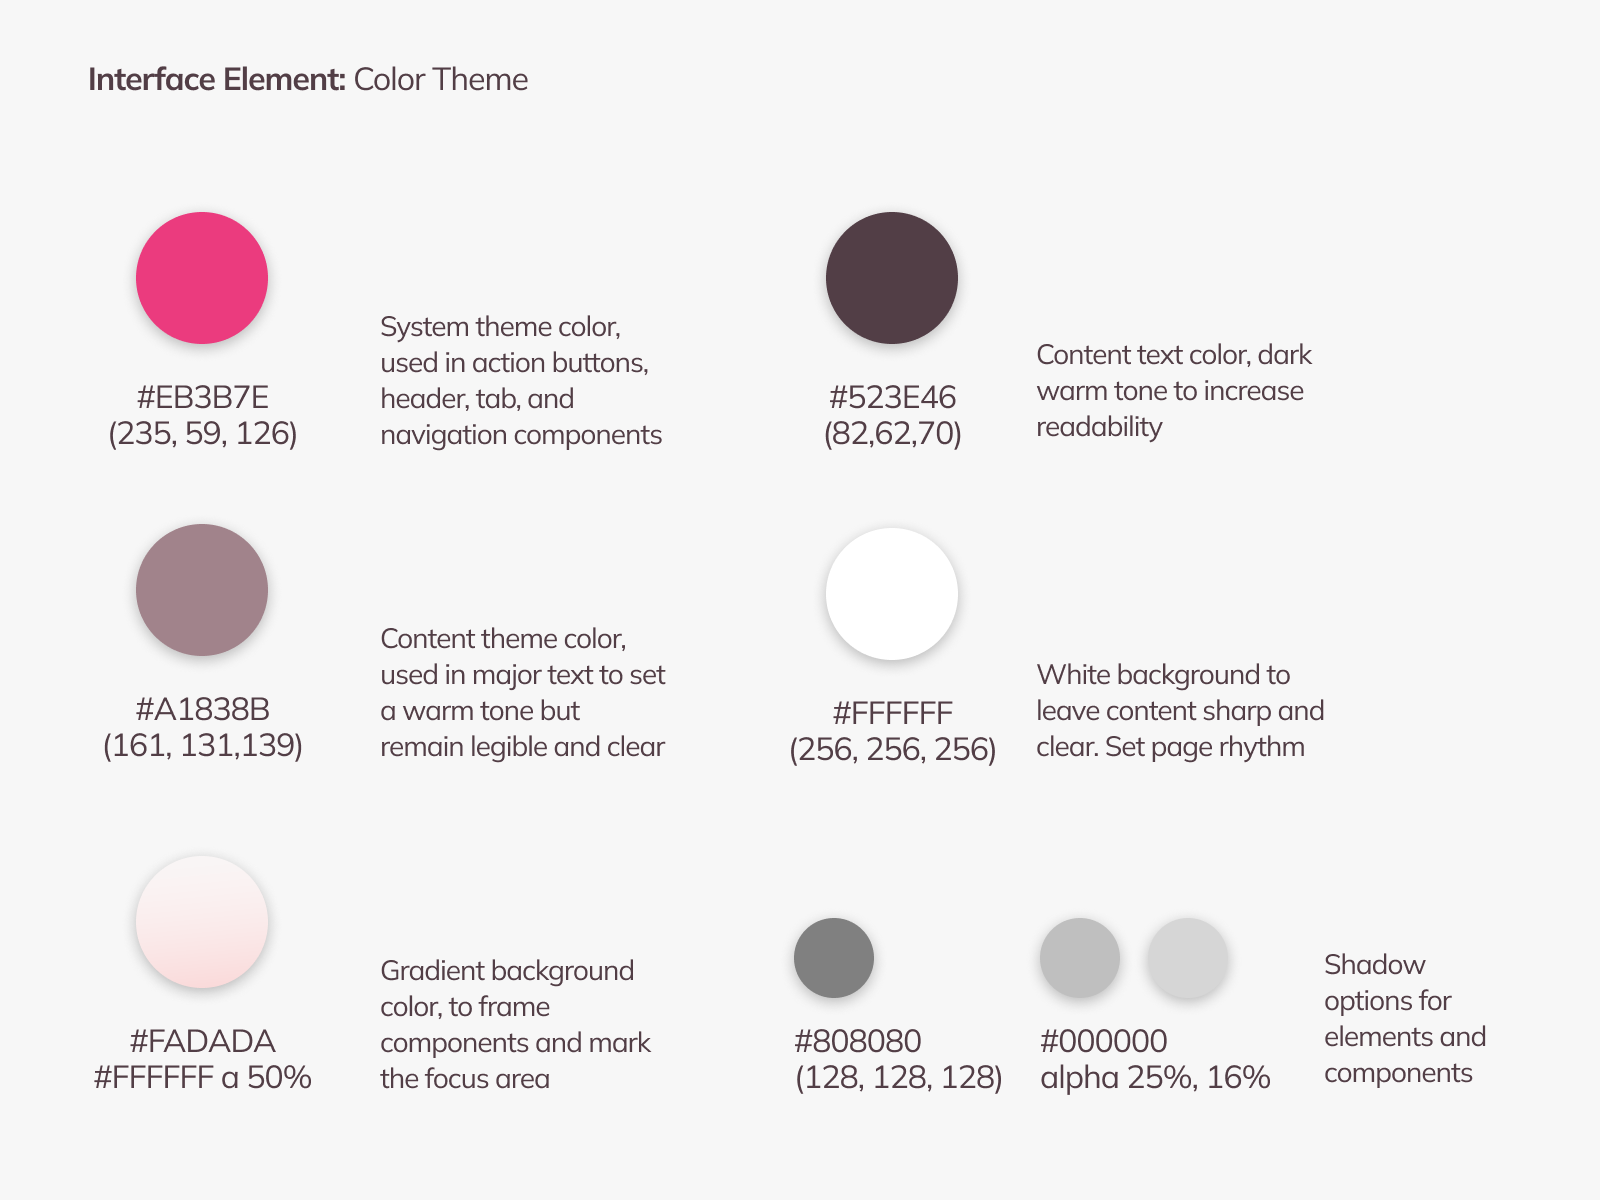 Interface Element: Color Theme
#EB3B7E
(235, 59, 126)
System theme color,
used in action buttons,
header, tab, and
navigation components
#523E46
(82,62,70)
Content text color, dark
warm tone to increase
readability
#A1838B
(161, 131,139)
Content theme color,
used in major text to set
a warm tone but
remain legible and clear
#FFFFFF
(256, 256, 256)
White background to
leave content sharp and
clear. Set page rhythm
#FADADA
#FFFFFF a 50%
Gradient background
color, to frame
components and mark
the focus area
#808080
(128, 128, 128)
#000000
alpha 25%, 16%
Shadow
options for
elements and
components